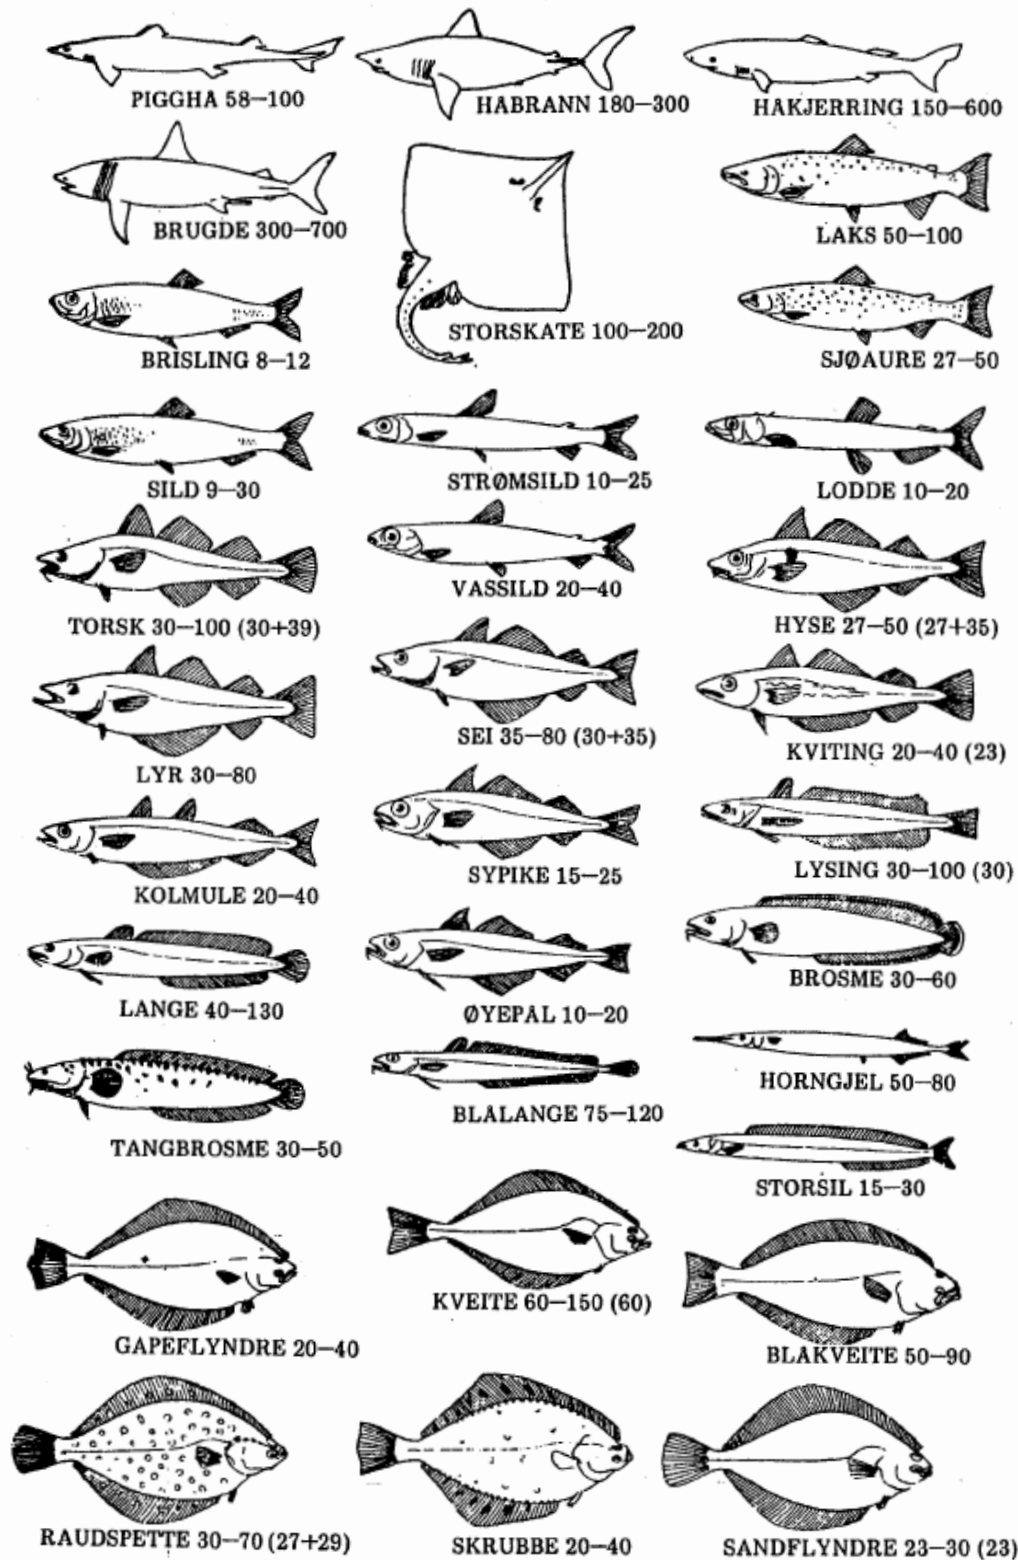 PIGGHA 58—100
HABRANN 180—300
HAKJERRING 150—600
BRUGDE 300—700
STORSKATE 100—200
LAKS 50—100
BRISLING 8—12
SJØAURE 27—50
SILD 9—30
STRØMSILD 10—25
LODDE 10—20
TORSK 30—100 (30+39)
VASSILD 20—40
HYSE 27—50 (27+35)
LYR 30—80
SEI 35—80 (30+35)
KVITING 20—40 (23)
KOLMULE 20—40
SYPIKE 15—25
LYSING 30—100 (30)
LANGE 40—130
ØYEPAL 10—20
BROSME 30—60
TANGBROSME 30—50
BLALANGE 75—120
HORNGJEL 50—80
STORSIL 15—30
GAPEFLYNDRE 20—40
KVEITE 60—150 (60)
BLAKVEITE 50—90
RAUDSPETTE 30—70 (27+29)
SKRUBBE 20—40
SANDFLYNDRE 23—30 (23)